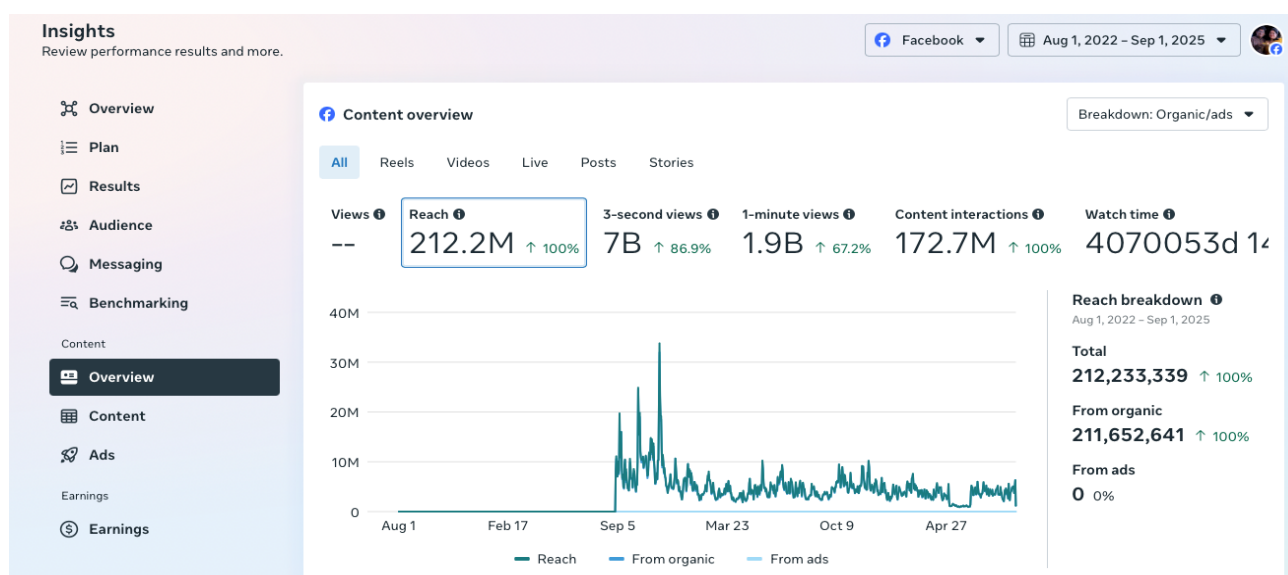 Insights
Review performance results and more.
Facebook
Aug 1, 2022 – Sep 1, 2025
Overview
Plan
Results
Audience
Messaging
Benchmarking
Content
Overview
Content
Ads
Earnings
Earnings
Content overview
Breakdown: Organic/ads
All Reels Videos Live Posts Stories
Views
--
Reach
212.2M ↑ 100%
3-second views
7B ↑ 86.9%
1-minute views
1.9B ↑ 67.2%
Content interactions
172.7M ↑ 100%
Watch time
4070053d 14
40M
30M
20M
10M
0
Aug 1 Feb 17 Sep 5 Mar 23 Oct 9 Apr 27
Reach From organic From ads
Reach breakdown
Aug 1, 2022 – Sep 1, 2025
Total
212,233,339 ↑ 100%
From organic
211,652,641 ↑ 100%
From ads
0 0%